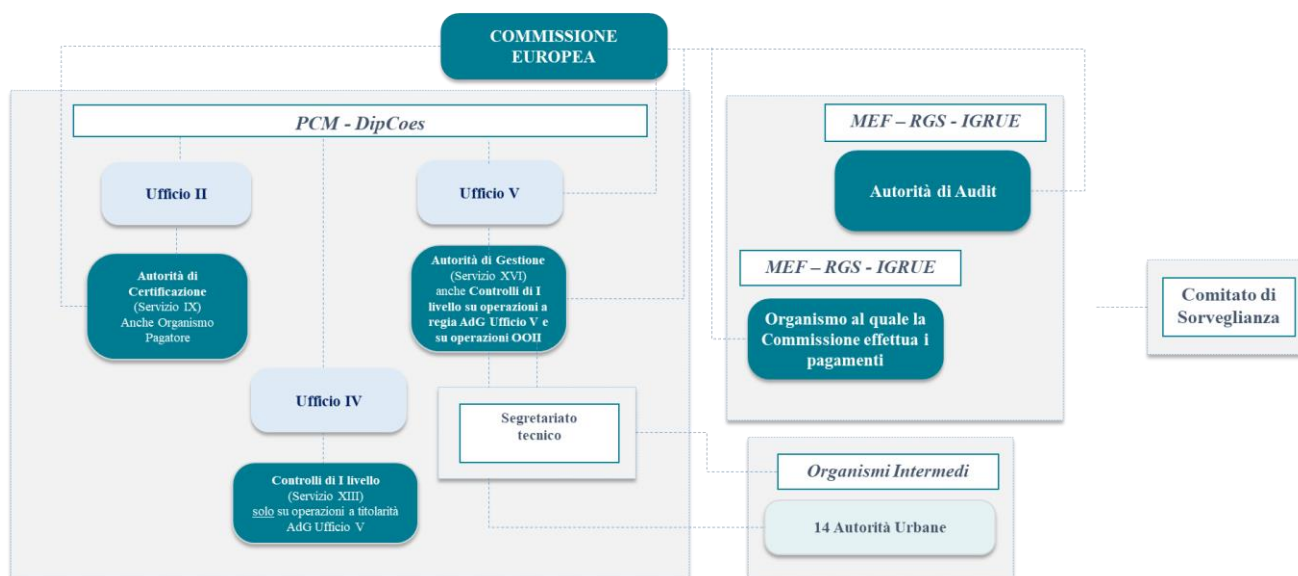 COMMISSIONE
EUROPEA
PCM - DipCoes
Ufficio II
Ufficio V
Autorità di
Certificazione
(Servizio IX)
Anche Organismo
Pagatore
Autorità di Gestione
(Servizio XVI)
anche Controlli di I
livello su operazioni a
regia AdG Ufficio V e
su operazioni OOII
Ufficio IV
Segretariato
tecnico
Controlli di I livello
(Servizio XIII)
solo su operazioni a titolarità
AdG Ufficio V
MEF – RGS - IGRUE
Autorità di Audit
MEF – RGS - IGRUE
Organismo al quale la
Commissione effettua i
pagamenti
Comitato di
Sorveglianza
Organismi Intermedi
14 Autorità Urbane